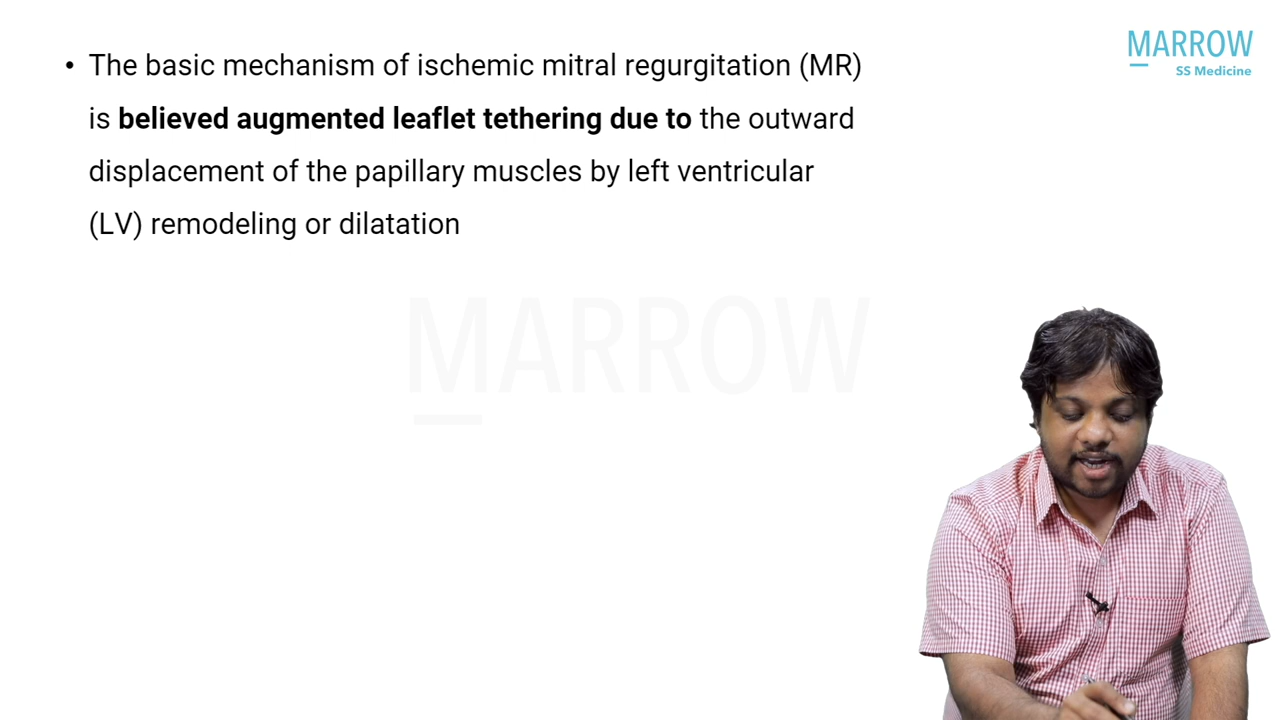 MARROW
SS Medicine
• The basic mechanism of ischemic mitral regurgitation (MR)
is believed augmented leaflet tethering due to the outward
displacement of the papillary muscles by left ventricular
(LV) remodeling or dilatation
MARROW